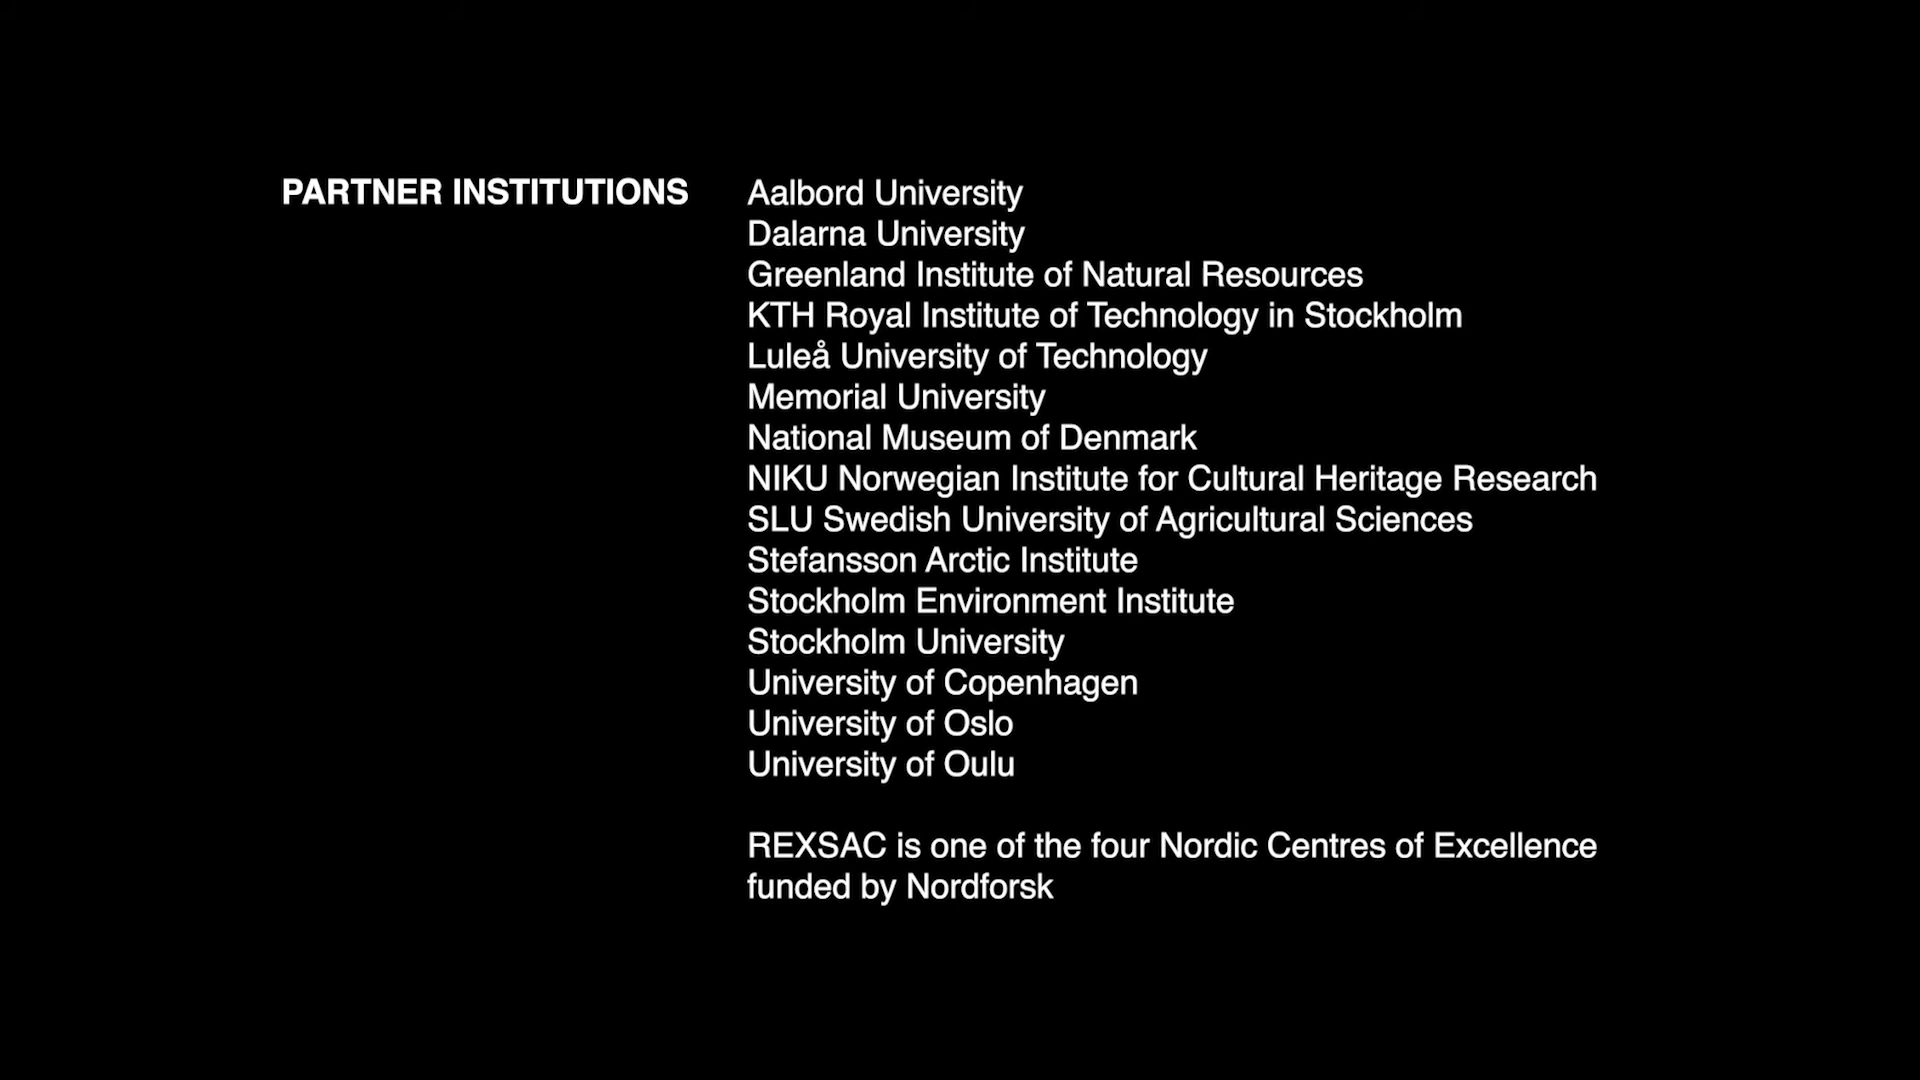 PARTNER INSTITUTIONS
Aalbord University
Dalarna University
Greenland Institute of Natural Resources
KTH Royal Institute of Technology in Stockholm
Luleå University of Technology
Memorial University
National Museum of Denmark
NIKU Norwegian Institute for Cultural Heritage Research
SLU Swedish University of Agricultural Sciences
Stefansson Arctic Institute
Stockholm Environment Institute
Stockholm University
University of Copenhagen
University of Oslo
University of Oulu
REXSAC is one of the four Nordic Centres of Excellence
funded by Nordforsk